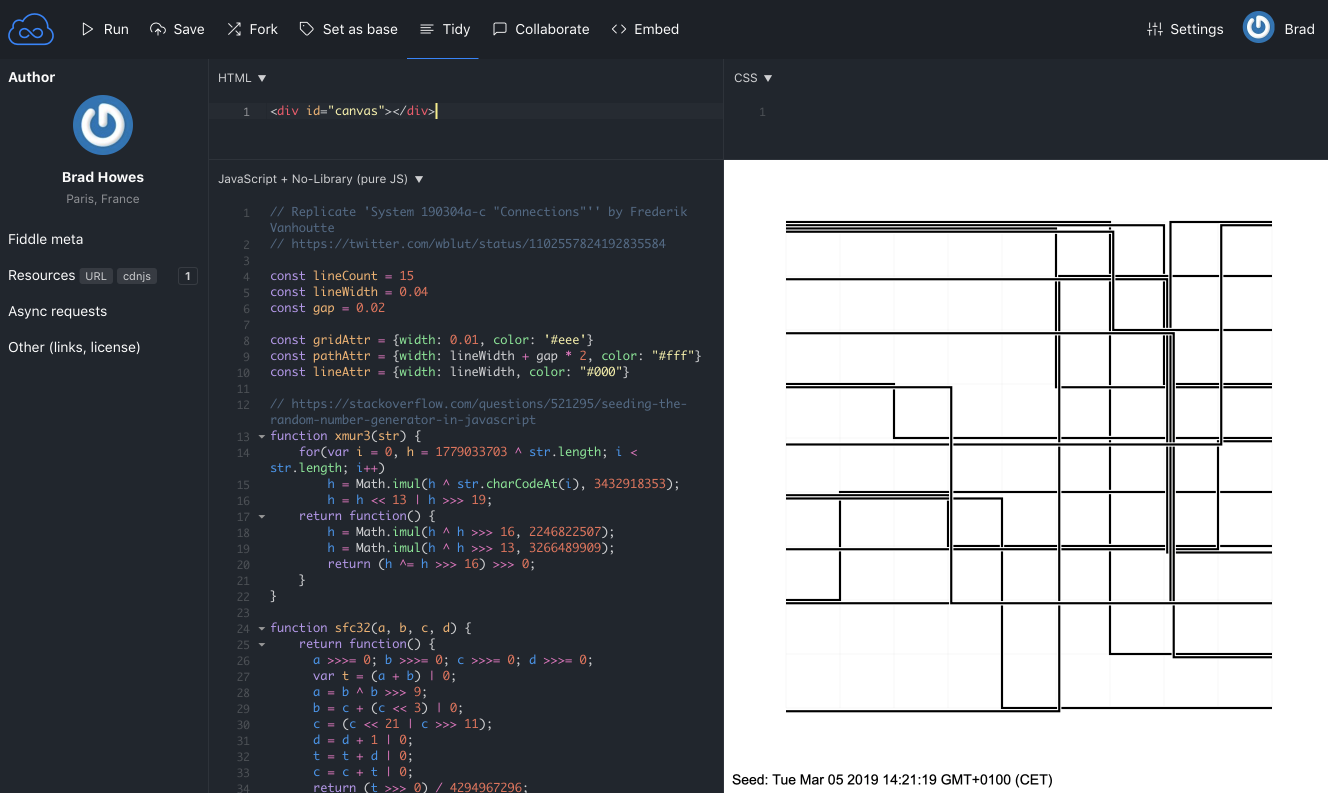 Run Save Fork Set as base Tidy Collaborate Embed Settings Brad
Author
Brad Howes
Paris, France
Fiddle meta
Resources URL cdnjs 1
Async requests
Other (links, license)
HTML ▼
1 <div id="canvas"></div>
CSS ▼
1
JavaScript + No-Library (pure JS) ▼
1 // Replicate 'System 190304a-c "Connections"'' by Frederik
Vanhoutte
2 // https://twitter.com/wblut/status/1102557824192835584
3
4 const lineCount = 15
5 const lineWidth = 0.04
6 const gap = 0.02
7
8 const gridAttr = {width: 0.01, color: '#eee'}
9 const pathAttr = {width: lineWidth + gap * 2, color: "#fff"}
10 const lineAttr = {width: lineWidth, color: "#000"}
11
12 // https://stackoverflow.com/questions/521295/seeding-the-
random-number-generator-in-javascript
13 function xmur3(str) {
14 for(var i = 0, h = 1779033703 ^ str.length; i <
str.length; i++)
15 h = Math.imul(h ^ str.charCodeAt(i), 3432918353);
16 h = h << 13 | h >>> 19;
17 return function() {
18 h = Math.imul(h ^ h >>> 16, 2246822507);
19 h = Math.imul(h ^ h >>> 13, 3266489909);
20 return (h ^= h >>> 16) >>> 0;
21 }
22 }
23
24 function sfc32(a, b, c, d) {
25 return function() {
26 a >>>= 0; b >>>= 0; c >>>= 0; d >>>= 0;
27 var t = (a + b) | 0;
28 a = b ^ b >>> 9;
29 b = c + (c << 3) | 0;
30 c = (c << 21 | c >>> 11);
31 d = d + 1 | 0;
32 t = t + d | 0;
33 c = c + t | 0;
34 return (t >>> 0) / 4294967296;
Seed: Tue Mar 05 2019 14:21:19 GMT+0100 (CET)